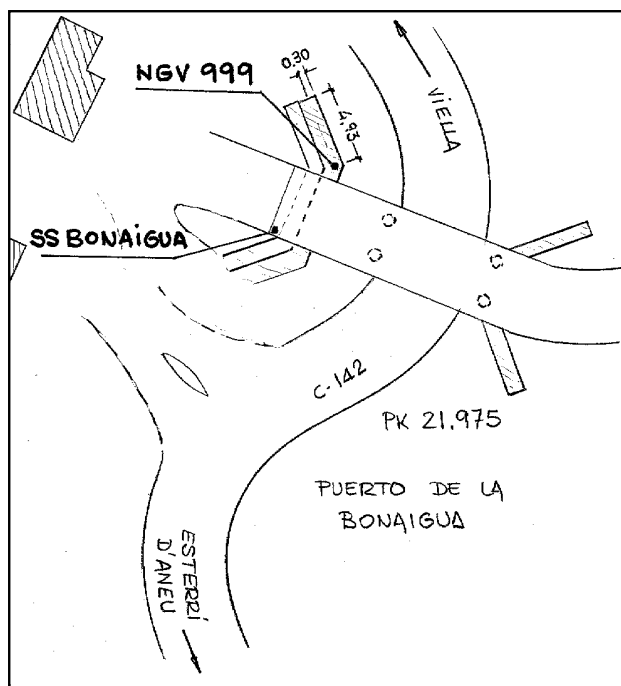 NGV 999
0.30
4.93
VIELLA
SS BONAIGUA
C-142
PK 21.975
PUERTO DE LA
BONAIGUA
ESTERRÍ
D'ANEU